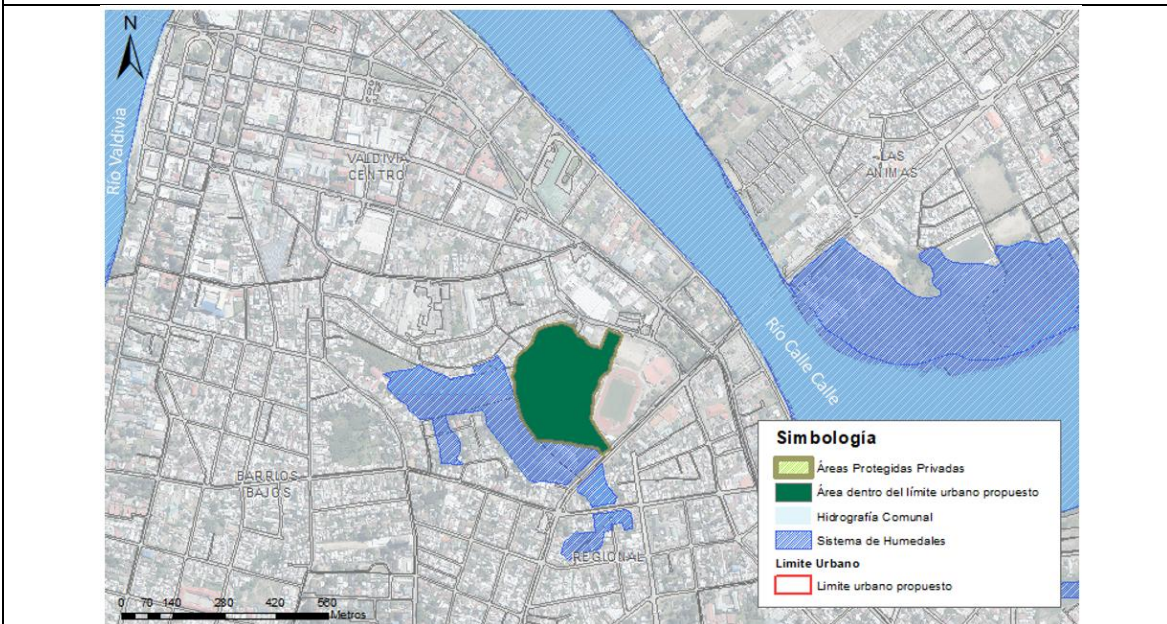 N
Río Valdivia
VALDIVIA
CENTRO
LAS
ANIMAS
Río Calle Calle
BARRIOS
BAJOS
REGIONAL
Simbología
Áreas Protegidas Privadas
Área dentro del límite urbano propuesto
Hidrografía Comunal
Sistema de Humedales
Limite Urbano
Limite urbano propuesto
0 70 140 280 420 560
Metros